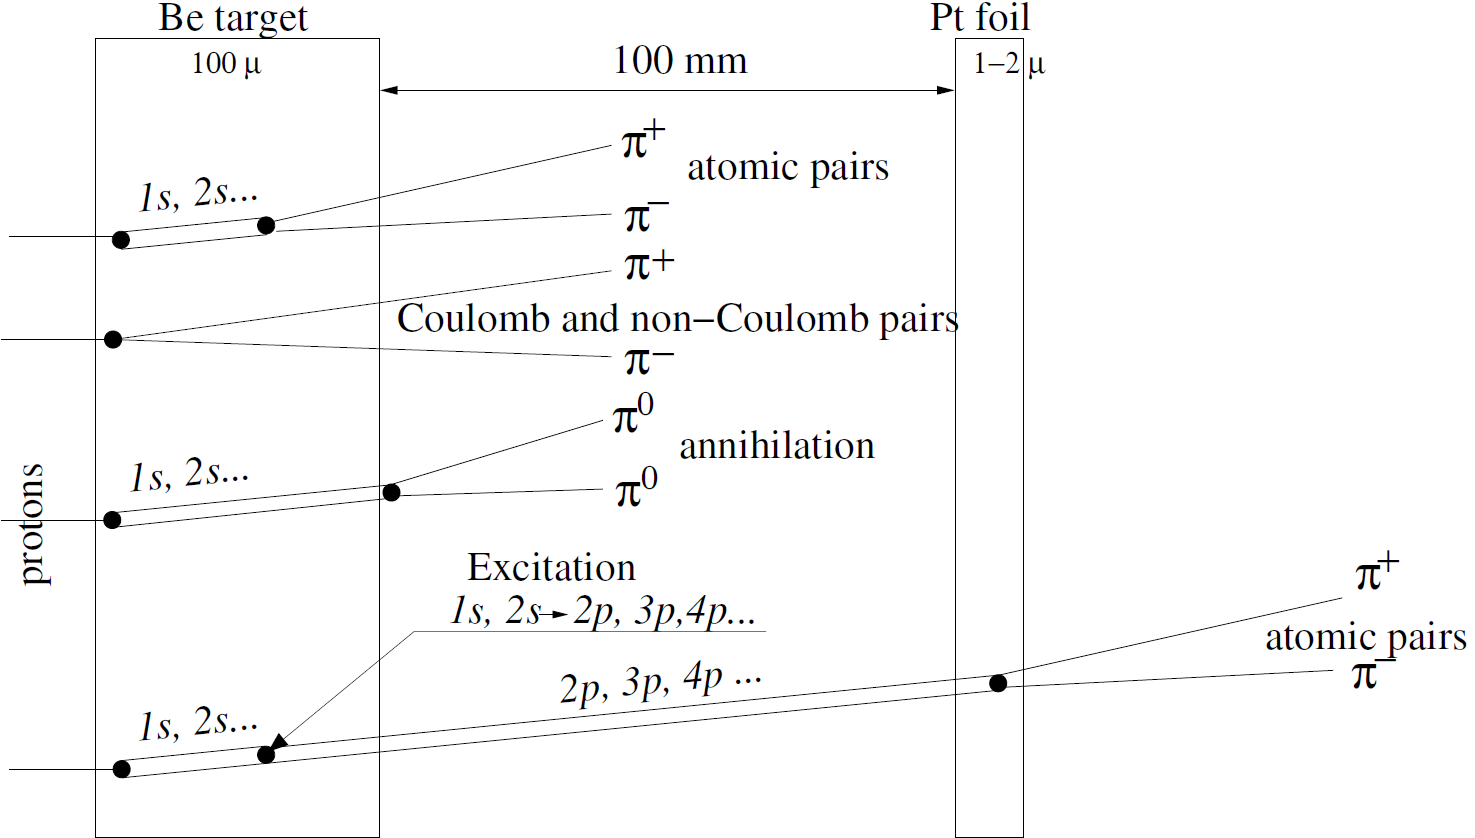 Be target
Pt foil
100 μ
100 mm
1−2 μ
π+
atomic pairs
1s, 2s...
π−
π+
Coulomb and non−Coulomb pairs
π−
π0
annihilation
1s, 2s...
π0
protons
Excitation
1s, 2s→2p, 3p,4p...
π+
atomic pairs
π−
2p, 3p, 4p ...
1s, 2s...